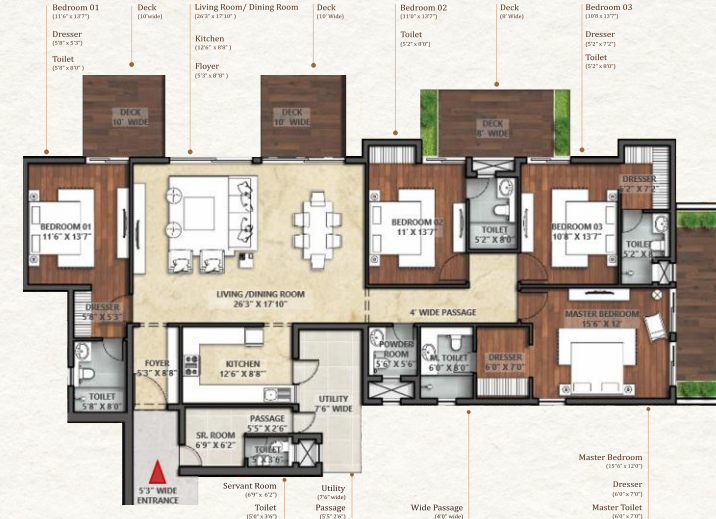 Bedroom 01
(11'6" x 13'7")
Dresser
(5'8" x 5'3")
Toilet
(5'8" x 8'0" )
Deck
(10'wide)
Living Room/ Dining Room
(26'3" x 17'10" )
Kitchen
(12'6" x 8'8" )
Floyer
(5'3" x 8'8" )
Deck
(10' Wide)
Bedroom 02
(11'0" x 13'7")
Toilet
(5'2" x 8'0")
Deck
(8' Wide)
Bedroom 03
(10'8 x 13'7")
Dresser
(5'2" x 7'2")
Toilet
(5'2" x 8'0")
DECK
10' WIDE
DECK
10' WIDE
DECK
8' WIDE
BEDROOM 01
11'6" X 13'7"
BEDROOM 02
11' X 13'7"
TOILET
5'2" X 8'0"
BEDROOM 03
10'8" X 13'7"
DRESSER
5'2" X 7'2"
TOILET
5'2" X 8'
LIVING /DINING ROOM
26'3" X 17'10"
4' WIDE PASSAGE
MASTER BEDROOM
15'6" X 12'
DRESSER
5'8" X 5'3"
FOYER
5'3" X 8'8"
KITCHEN
12'6" X 8'8"
POWDER
ROOM
5'6" X 5'6"
M. TOILET
6'0" X 8'0"
DRESSER
6'0" X 7'0"
TOILET
5'8" X 8'0"
UTILITY
7'6" WIDE
PASSAGE
5'5" X 2'6"
SR. ROOM
6'9" X 6'2"
TOILET
5' X 3'6"
5'3" WIDE
ENTRANCE
Servant Room
(6'9" x 6'2")
Toilet
(5'0" x 3'6")
Utility
(7'6" wide)
Passage
(5'5" 2'6")
Wide Passage
(4'0" wide)
Master Bedroom
(15'6" x 12'0")
Dresser
(6'0" x 7'0")
Master Toilet
(6'0" x 7'0")